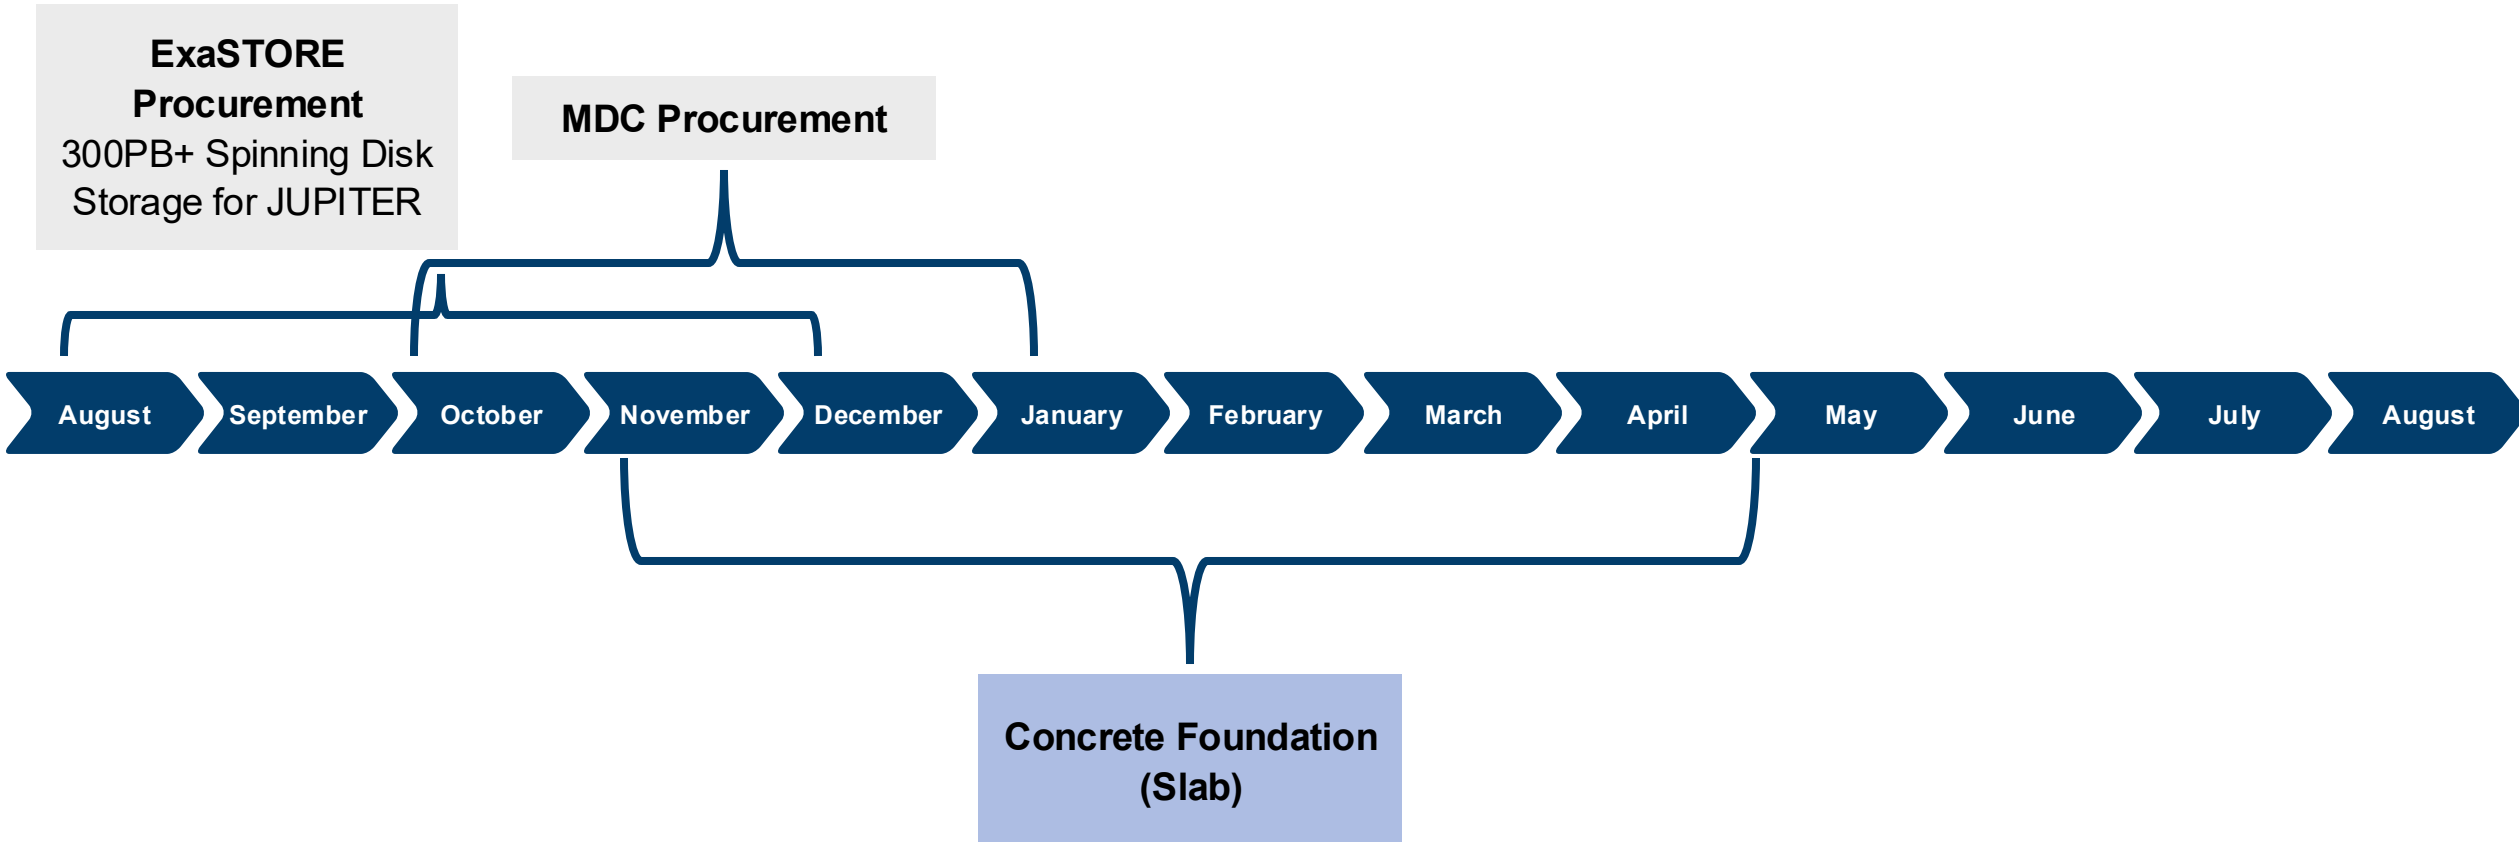 ExaSTORE
Procurement
300PB+ Spinning Disk
Storage for JUPITER
MDC Procurement
August
September
October
November
December
January
February
March
April
May
June
July
August
Concrete Foundation
(Slab)